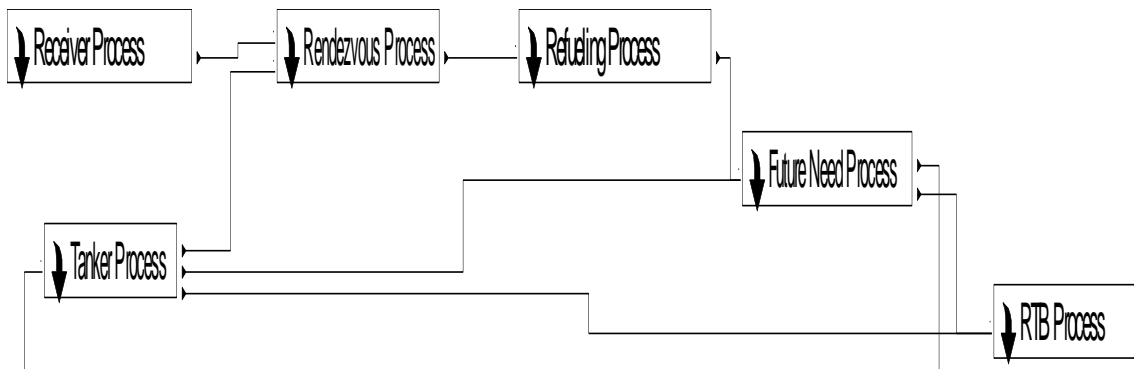 Receiver Process
Rendezvous Process
Refueling Process
Future Need Process
Tanker Process
RTB Process